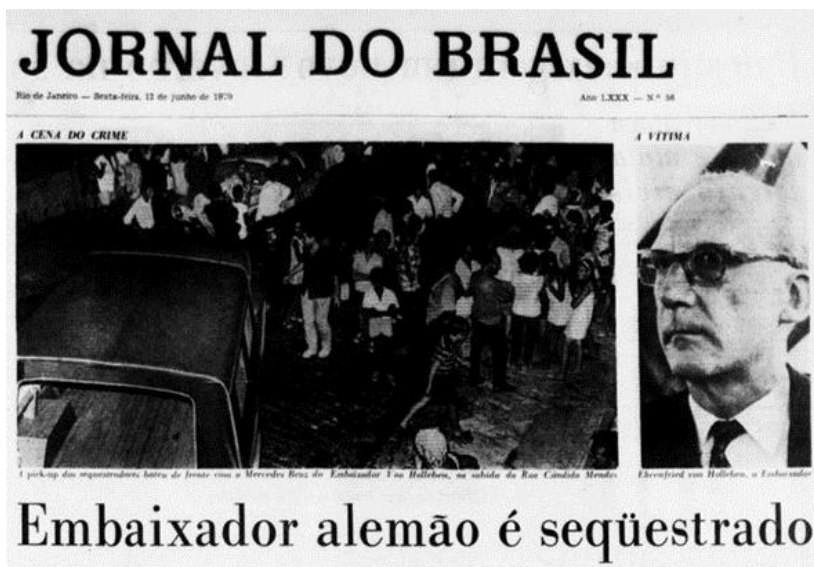 JORNAL DO BRASIL
Rio de Janeiro — Sexta-feira, 12 de junho de 1970 Ano LXXX — N.º 56
A CENA DO CRIME
A VÍTIMA
A pick-up dos seqüestradores bateu de frente com o Mercedes Benz do Embaixador Von Holleben, na subida da Rua Cândido Mendes
Ehrenfried von Holleben, o Embaixador
Embaixador alemão é seqüestrado